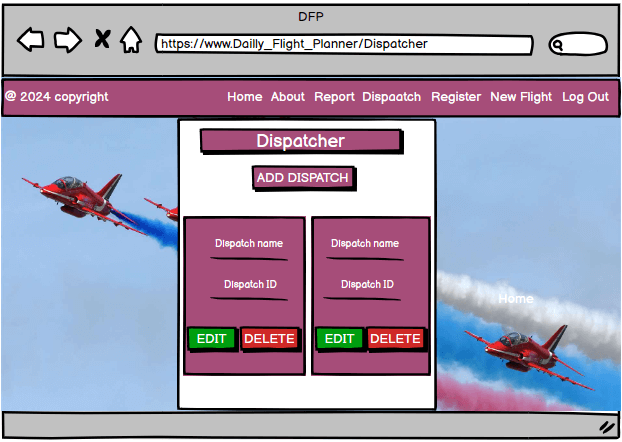 DFP
https://www.Dailly_Flight_Planner/Dispatcher
@ 2024 copyright Home About Report Dispaatch Register New Flight Log Out
Dispatcher
ADD DISPATCH
Dispatch name Dispatch name
Dispatch ID Dispatch ID
Home
EDIT DELETE EDIT DELETE